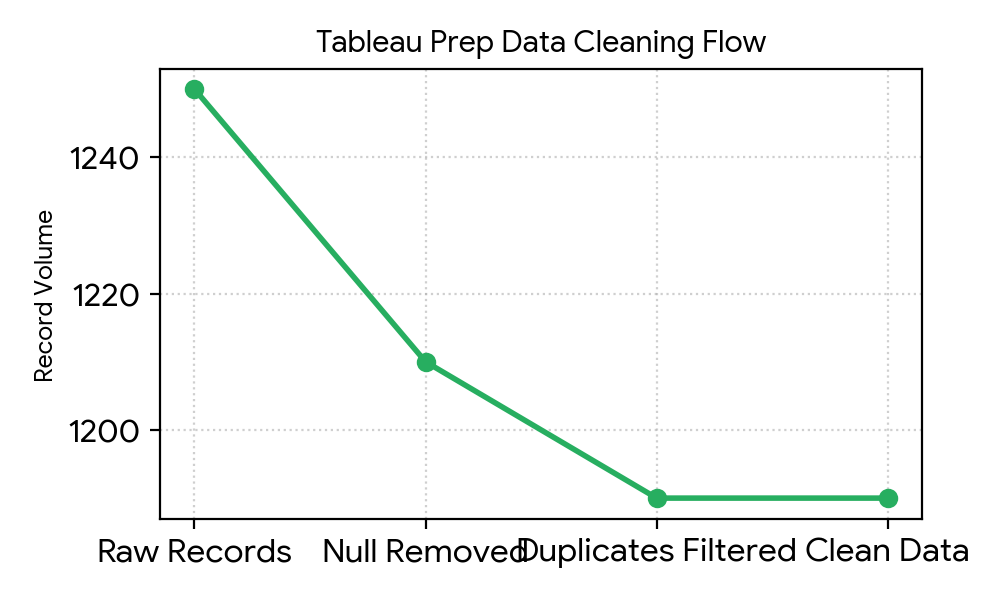 Tableau Prep Data Cleaning Flow
Record Volume
1240
1220
1200
Raw Records Null Removed Duplicates Filtered Clean Data